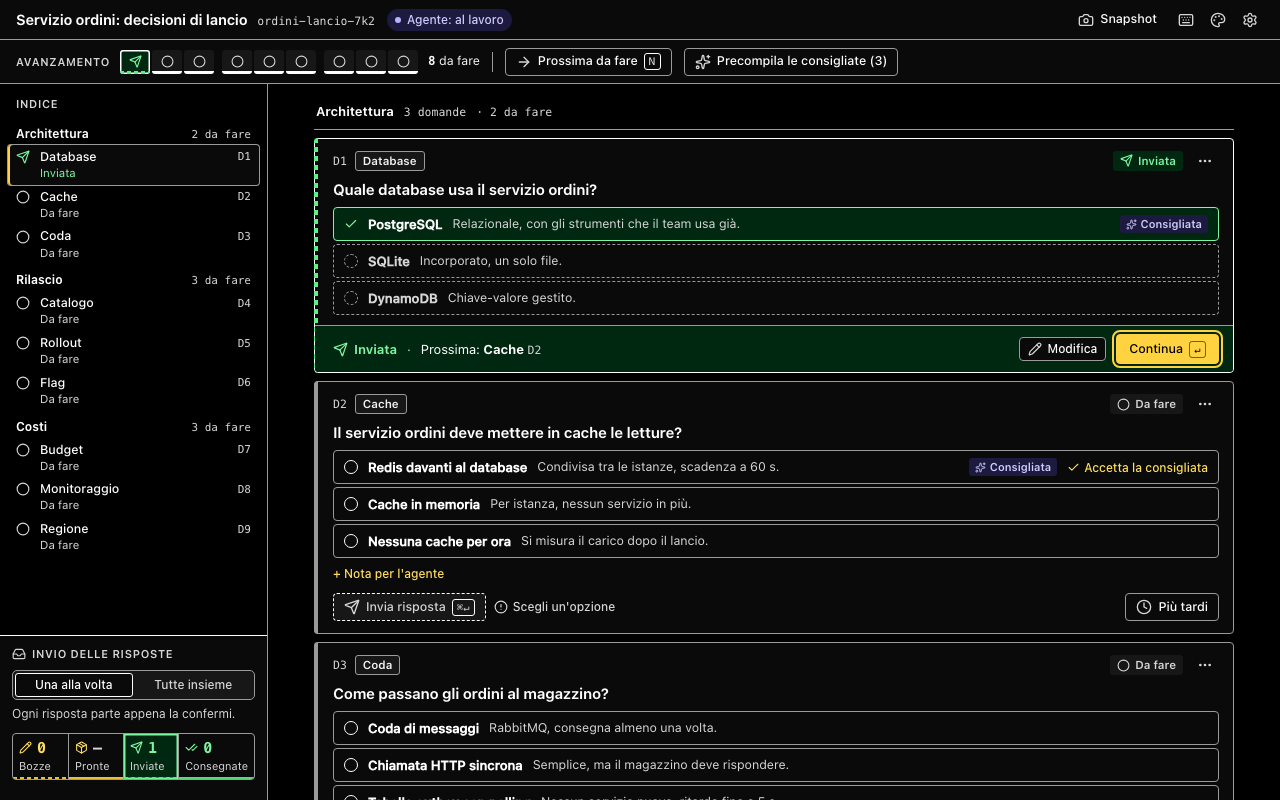 Servizio ordini: decisioni di lancio ordini-lancio-7k2 Agente: al lavoro Snapshot
AVANZAMENTO 8 da fare Prossima da fare N Precompila le consigliate (3)
INDICE
Architettura 2 da fare
Database D1
Inviata
Cache D2
Da fare
Coda D3
Da fare
Rilascio 3 da fare
Catalogo D4
Da fare
Rollout D5
Da fare
Flag D6
Da fare
Costi 3 da fare
Budget D7
Da fare
Monitoraggio D8
Da fare
Regione D9
Da fare
INVIO DELLE RISPOSTE
Una alla volta Tutte insieme
Ogni risposta parte appena la confermi.
0 – 1 0
Bozze Pronte Inviate Consegnate
Architettura 3 domande · 2 da fare
D1 Database Inviata
Quale database usa il servizio ordini?
PostgreSQL Relazionale, con gli strumenti che il team usa già. Consigliata
SQLite Incorporato, un solo file.
DynamoDB Chiave-valore gestito.
Inviata · Prossima: Cache D2 Modifica Continua ↵
D2 Cache Da fare
Il servizio ordini deve mettere in cache le letture?
Redis davanti al database Condivisa tra le istanze, scadenza a 60 s. Consigliata Accetta la consigliata
Cache in memoria Per istanza, nessun servizio in più.
Nessuna cache per ora Si misura il carico dopo il lancio.
+ Nota per l'agente
Invia risposta ⌘↵ Scegli un'opzione Più tardi
D3 Coda Da fare
Come passano gli ordini al magazzino?
Coda di messaggi RabbitMQ, consegna almeno una volta.
Chiamata HTTP sincrona Semplice, ma il magazzino deve rispondere.